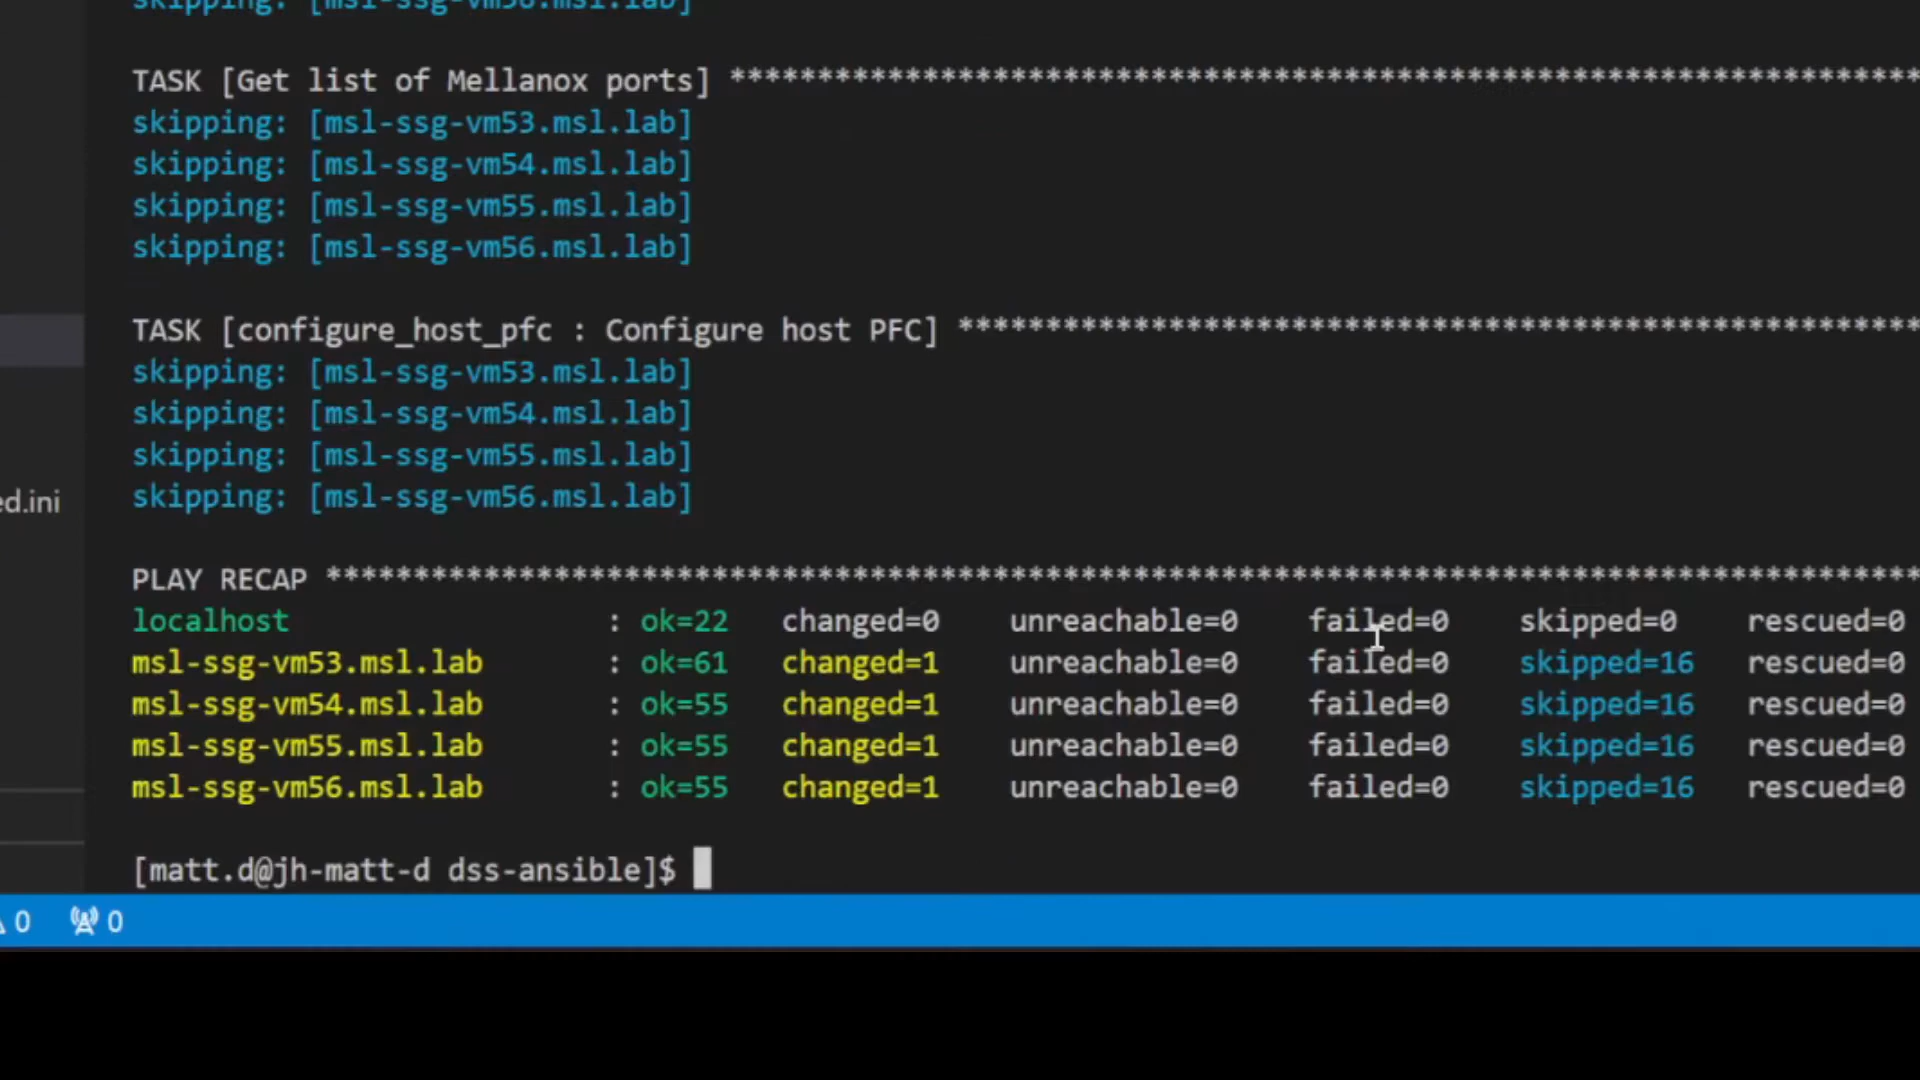 skipping: [msl-ssg-vm56.msl.lab]
TASK [Get list of Mellanox ports] ****************************************************************************************
skipping: [msl-ssg-vm53.msl.lab]
skipping: [msl-ssg-vm54.msl.lab]
skipping: [msl-ssg-vm55.msl.lab]
skipping: [msl-ssg-vm56.msl.lab]
TASK [configure_host_pfc : Configure host PFC] *******************************************************
skipping: [msl-ssg-vm53.msl.lab]
skipping: [msl-ssg-vm54.msl.lab]
skipping: [msl-ssg-vm55.msl.lab]
skipping: [msl-ssg-vm56.msl.lab]
ed.ini
PLAY RECAP *******************************************************************************************
localhost : ok=22 changed=0 unreachable=0 failed=0 skipped=0 rescued=0
msl-ssg-vm53.msl.lab : ok=61 changed=1 unreachable=0 failed=0 skipped=16 rescued=0
msl-ssg-vm54.msl.lab : ok=55 changed=1 unreachable=0 failed=0 skipped=16 rescued=0
msl-ssg-vm55.msl.lab : ok=55 changed=1 unreachable=0 failed=0 skipped=16 rescued=0
msl-ssg-vm56.msl.lab : ok=55 changed=1 unreachable=0 failed=0 skipped=16 rescued=0
[matt.d@jh-matt-d dss-ansible]$
0 0